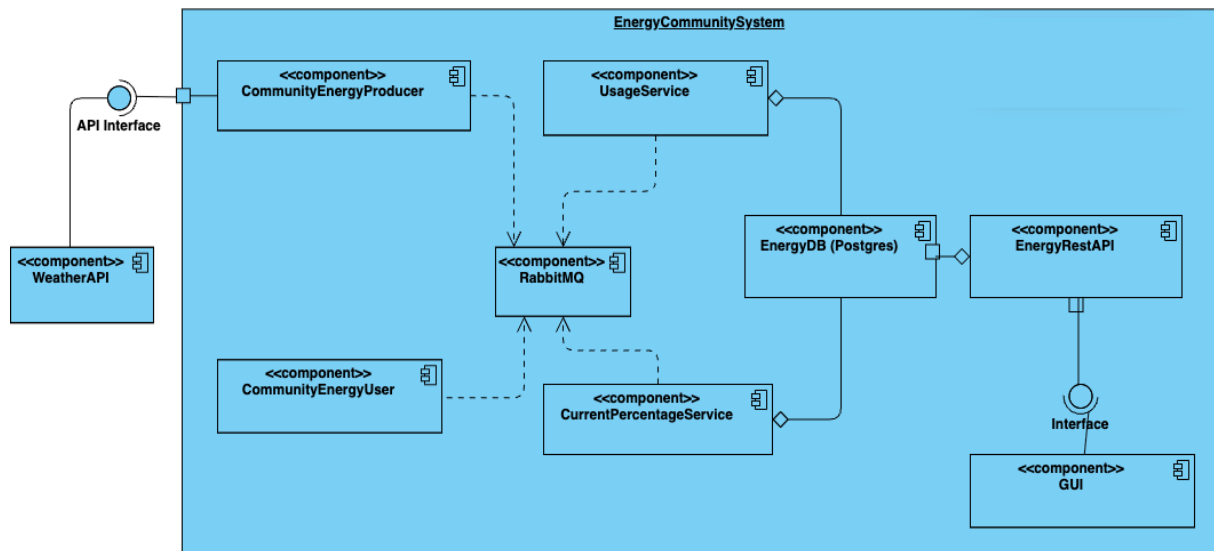 EnergyCommunitySystem
<<component>>
CommunityEnergyProducer
<<component>>
UsageService
API Interface
<<component>>
EnergyDB (Postgres)
<<component>>
EnergyRestAPI
<<component>>
WeatherAPI
<<component>>
RabbitMQ
<<component>>
CommunityEnergyUser
<<component>>
CurrentPercentageService
Interface
<<component>>
GUI